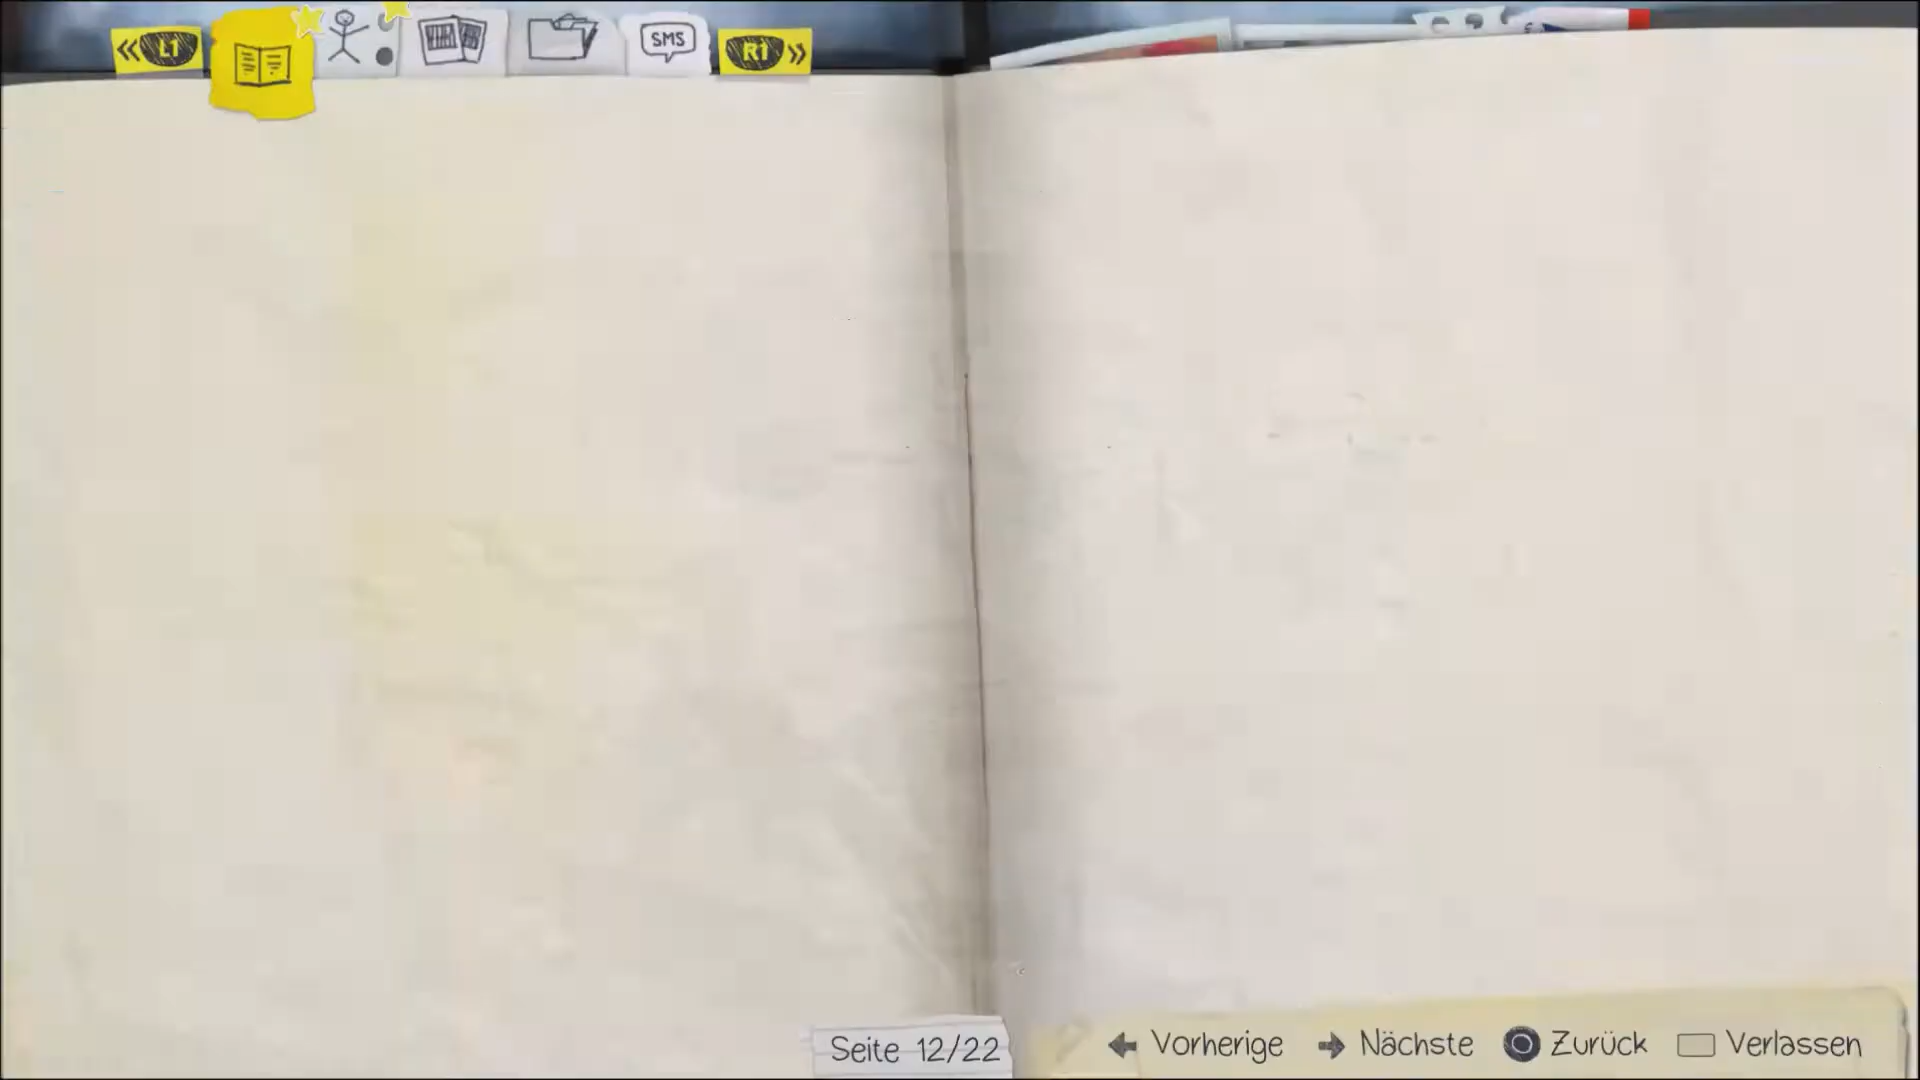 L1
SMS
R1
Seite 12/22
Vorherige
Nächste
Zurück
Verlassen